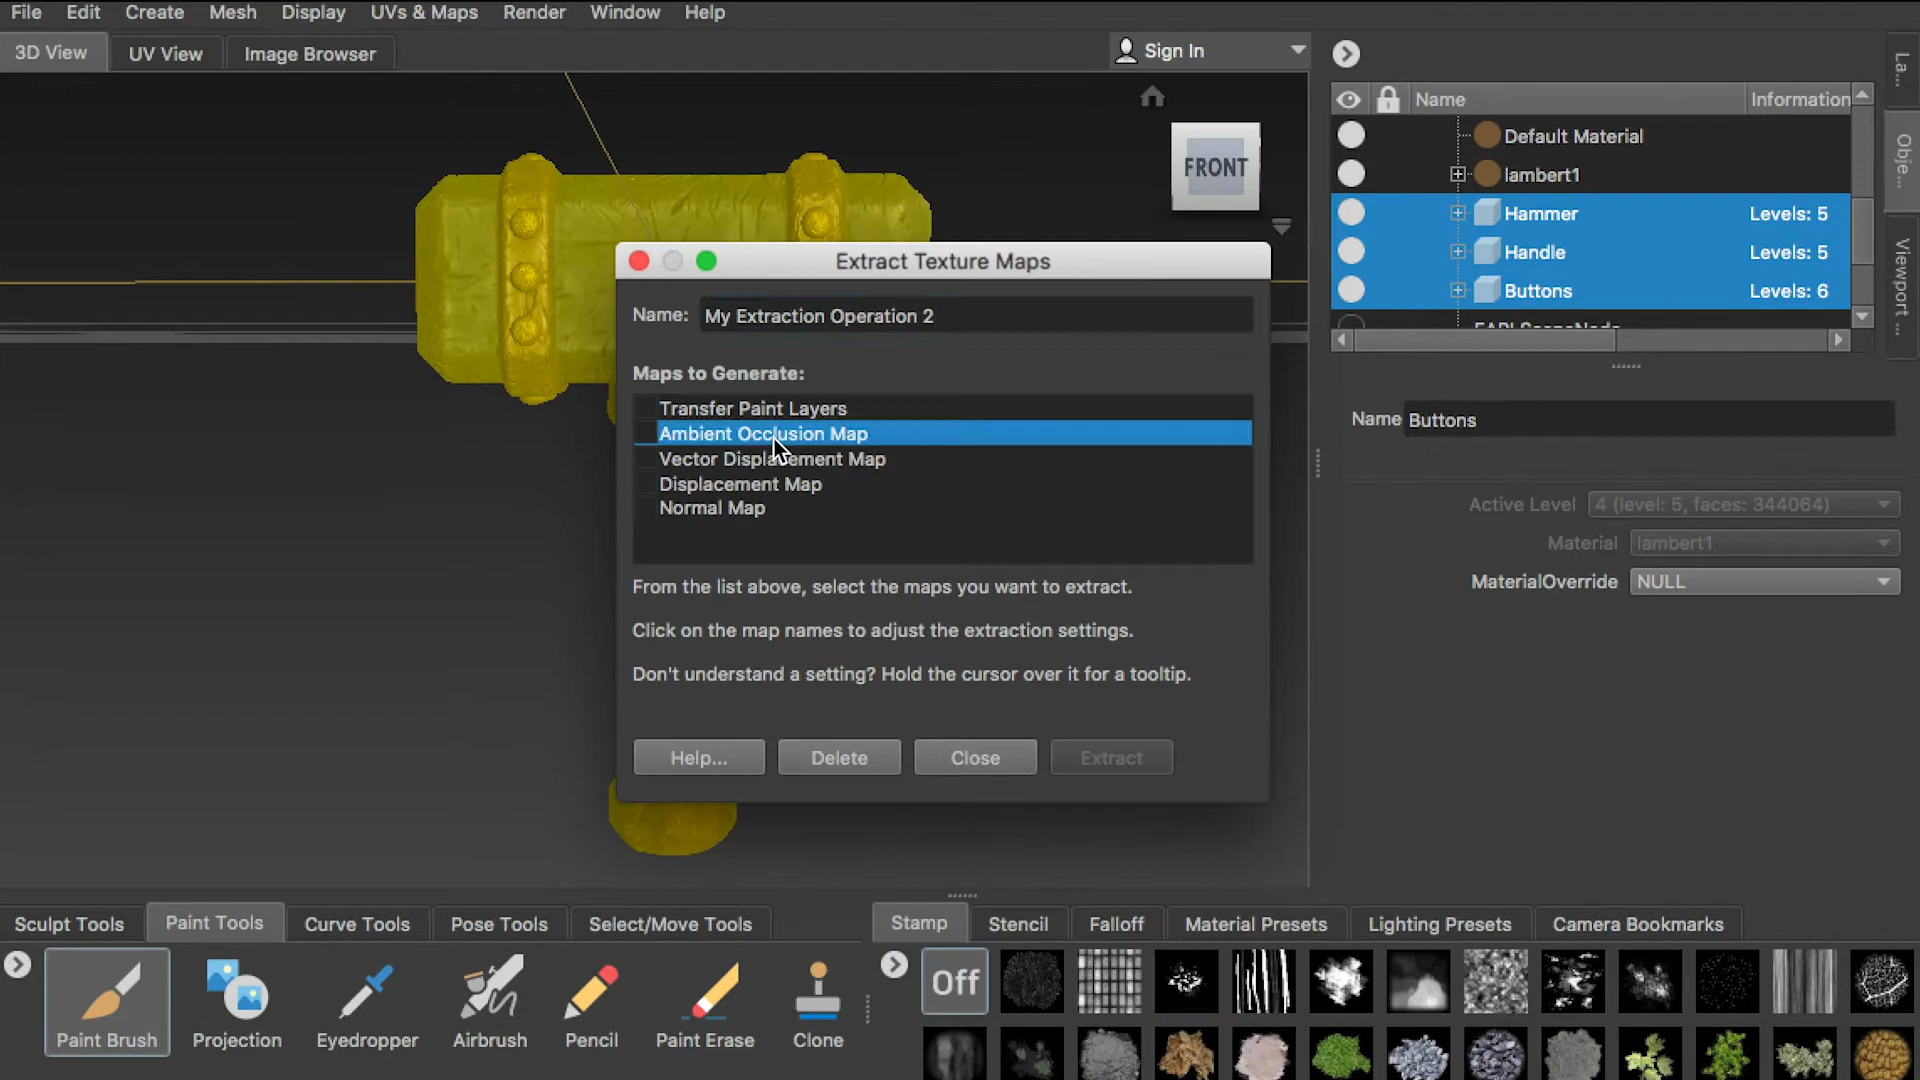 File Edit Create Mesh Display UVs & Maps Render Window Help
3D View UV View Image Browser
Sign In
FRONT
Name Information
Default Material
lambert1
Hammer Levels: 5
Handle Levels: 5
Buttons Levels: 6
La...
Obje...
Viewport ...
Extract Texture Maps
Name: My Extraction Operation 2
Maps to Generate:
Transfer Paint Layers
Ambient Occlusion Map
Vector Displacement Map
Displacement Map
Normal Map
From the list above, select the maps you want to extract.
Click on the map names to adjust the extraction settings.
Don't understand a setting? Hold the cursor over it for a tooltip.
Help... Delete Close Extract
Name Buttons
Active Level 4 (level: 5, faces: 344064)
Material lambert1
MaterialOverride NULL
Sculpt Tools Paint Tools Curve Tools Pose Tools Select/Move Tools
Paint Brush Projection Eyedropper Airbrush Pencil Paint Erase Clone
Stamp Stencil Falloff Material Presets Lighting Presets Camera Bookmarks
Off